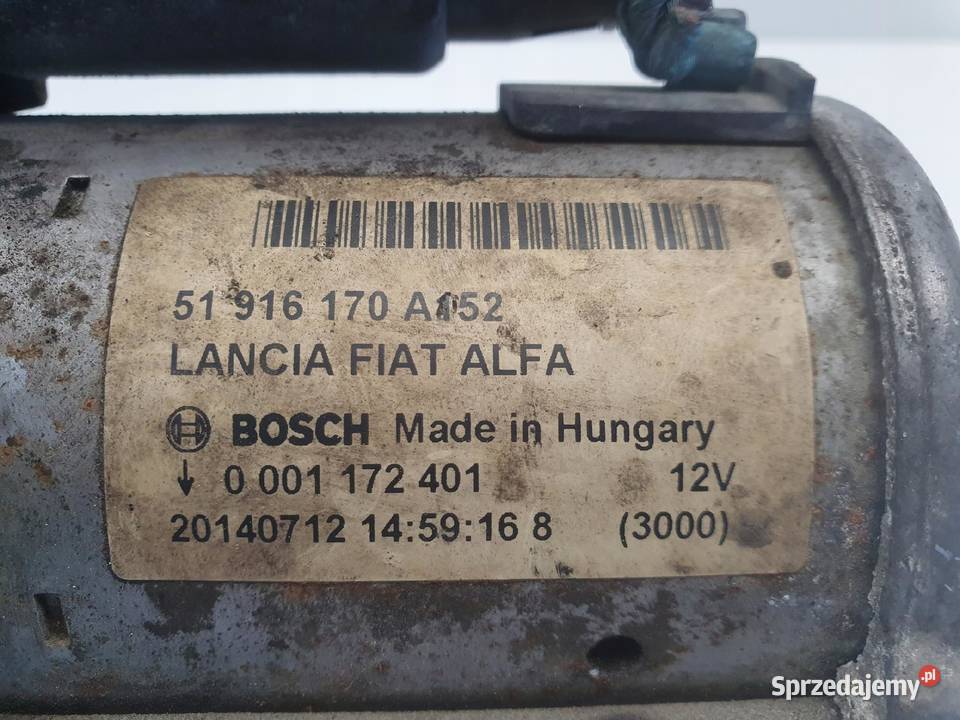 51 916 170 A152
LANCIA FIAT ALFA
BOSCH Made in Hungary
↓ 0 001 172 401 12V
20140712 14:59:16 8 (3000)
Sprzedajemy.pl